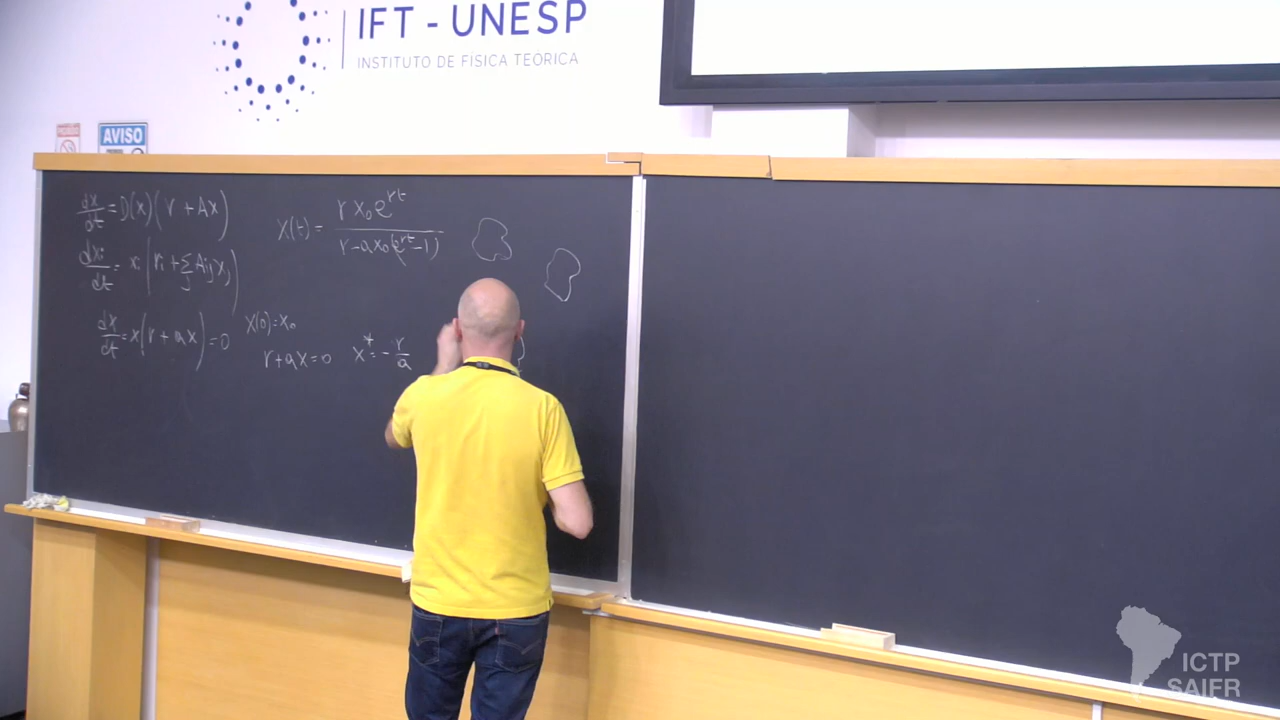 IFT - UNESP
INSTITUTO DE FÍSICA TEÓRICA
AVISO
dx/dt = D(x)(r + Ax)
dxi/dt = xi(ri + Σj Aij xj)
dx/dt = x(r + ax) = 0
x(0) = x0
r + ax = 0
x* = - r/a
x(t) = r x0 e^rt / r - a x0(e^rt - 1)
ICTP
SAIFR